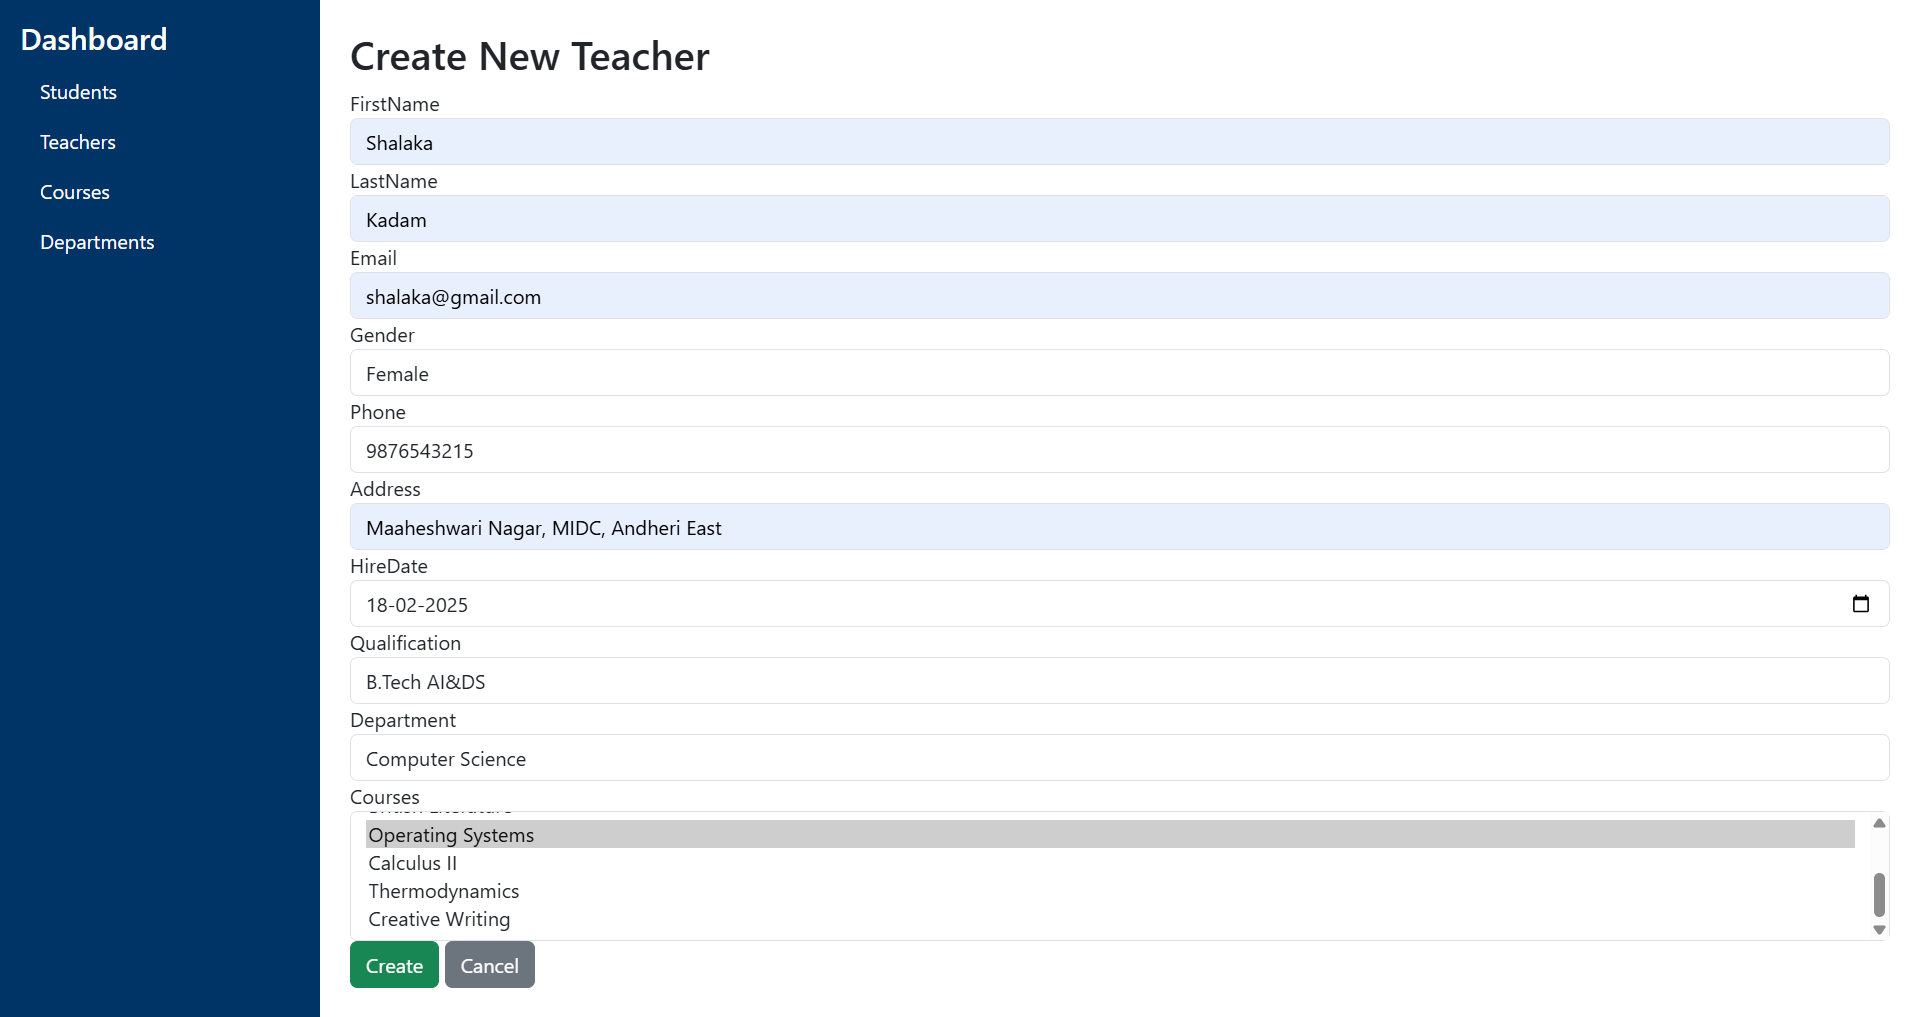 Dashboard
Students
Teachers
Courses
Departments
Create New Teacher
FirstName
Shalaka
LastName
Kadam
Email
shalaka@gmail.com
Gender
Female
Phone
9876543215
Address
Maaheshwari Nagar, MIDC, Andheri East
HireDate
18-02-2025
Qualification
B.Tech AI&DS
Department
Computer Science
Courses
Operating Systems
Calculus II
Thermodynamics
Creative Writing
Create Cancel